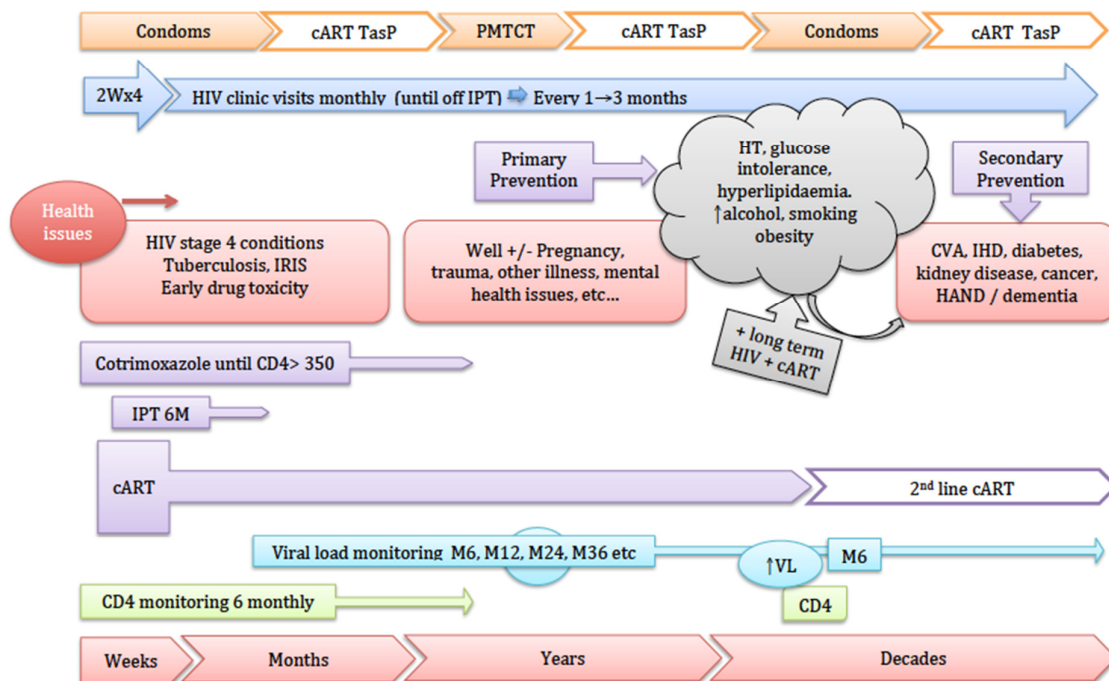 Condoms
cART TasP
PMTCT
cART TasP
Condoms
cART TasP
2Wx4
HIV clinic visits monthly (until off IPT) Every 1→3 months
Primary
Prevention
HT, glucose
intolerance,
hyperlipidaemia.
↑alcohol, smoking
obesity
Secondary
Prevention
Health
issues
HIV stage 4 conditions
Tuberculosis, IRIS
Early drug toxicity
Well +/- Pregnancy,
trauma, other illness, mental
health issues, etc...
CVA, IHD, diabetes,
kidney disease, cancer,
HAND / dementia
+ long term
HIV + cART
Cotrimoxazole until CD4> 350
IPT 6M
cART
2nd line cART
Viral load monitoring M6, M12, M24, M36 etc
↑VL
M6
CD4 monitoring 6 monthly
CD4
Weeks
Months
Years
Decades